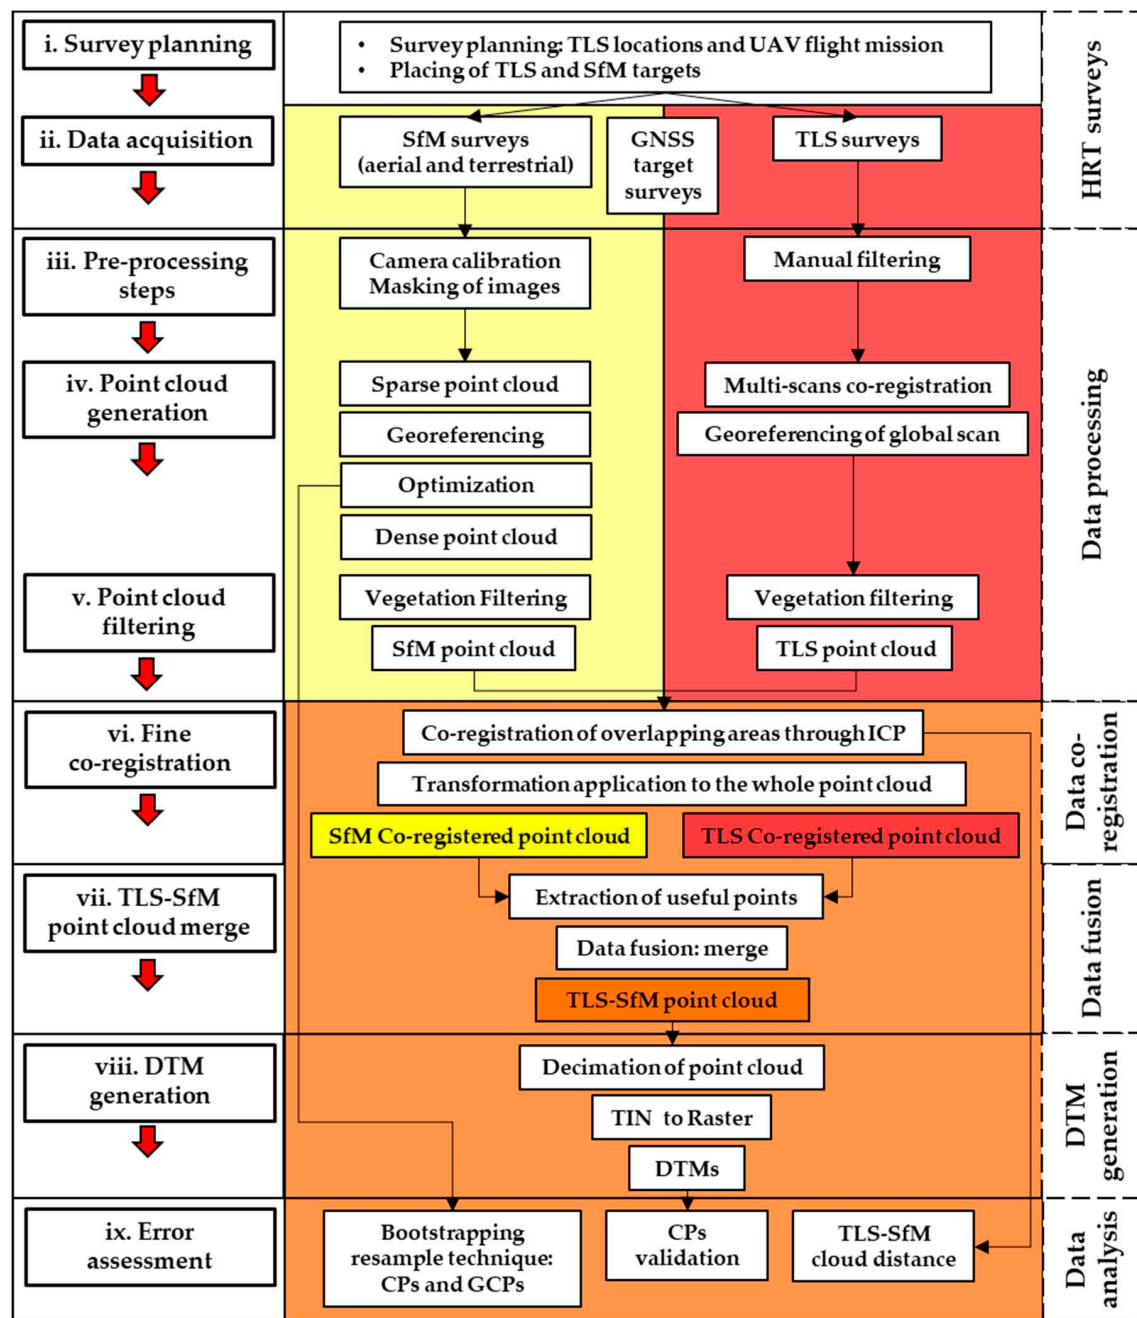 i. Survey planning
• Survey planning: TLS locations and UAV flight mission
• Placing of TLS and SfM targets
HRT surveys
ii. Data acquisition
SfM surveys
(aerial and terrestrial)
GNSS
target
surveys
TLS surveys
iii. Pre-processing
steps
Camera calibration
Masking of images
Manual filtering
Data processing
iv. Point cloud
generation
Sparse point cloud
Georeferencing
Optimization
Dense point cloud
Multi-scans co-registration
Georeferencing of global scan
v. Point cloud
filtering
Vegetation Filtering
SfM point cloud
Vegetation filtering
TLS point cloud
vi. Fine
co-registration
Co-registration of overlapping areas through ICP
Transformation application to the whole point cloud
SfM Co-registered point cloud
TLS Co-registered point cloud
Data co-
registration
vii. TLS-SfM
point cloud merge
Extraction of useful points
Data fusion: merge
TLS-SfM point cloud
Data fusion
viii. DTM
generation
Decimation of point cloud
TIN to Raster
DTMs
DTM
generation
ix. Error
assessment
Bootstrapping
resample technique:
CPs and GCPs
CPs
validation
TLS-SfM
cloud distance
Data
analysis